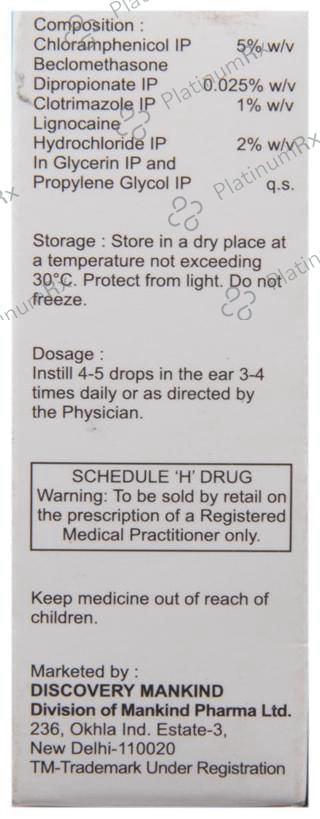 Composition :
Chloramphenicol IP 5% w/v
Beclomethasone
Dipropionate IP 0.025% w/v
Clotrimazole IP 1% w/v
Lignocaine
Hydrochloride IP 2% w/v
In Glycerin IP and
Propylene Glycol IP q.s.
Storage : Store in a dry place at
a temperature not exceeding
30°C. Protect from light. Do not
freeze.
Dosage :
Instill 4-5 drops in the ear 3-4
times daily or as directed by
the Physician.
SCHEDULE 'H' DRUG
Warning: To be sold by retail on
the prescription of a Registered
Medical Practitioner only.
Keep medicine out of reach of
children.
Marketed by :
DISCOVERY MANKIND
Division of Mankind Pharma Ltd.
236, Okhla Ind. Estate-3,
New Delhi-110020
TM-Trademark Under Registration
PlatinumRx
PlatinumRx